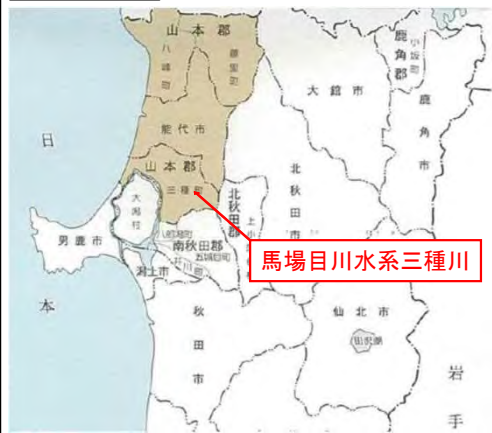 山本郡
八峰町
藤里町
鹿角郡
小坂町
大館市
鹿角市
能代市
山本郡
三種町
日
北秋田市
北秋田郡
大潟村
男鹿市
八郎潟町
南秋田郡
五城目町
井川町
潟上市
馬場目川水系三種川
本
秋田市
仙北市
田沢湖
岩
手